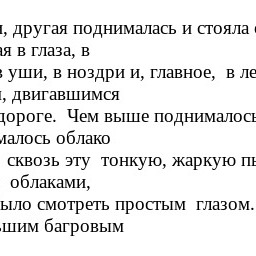 , другая поднималась и стояла
ая в глаза, в
в уши, в ноздри и, главное, в ле
, двигавшимся
дороге. Чем выше поднималось
малось облако
сквозь эту тонкую, жаркую пы
облаками,
ыло смотреть простым глазом.
ьшим багровым